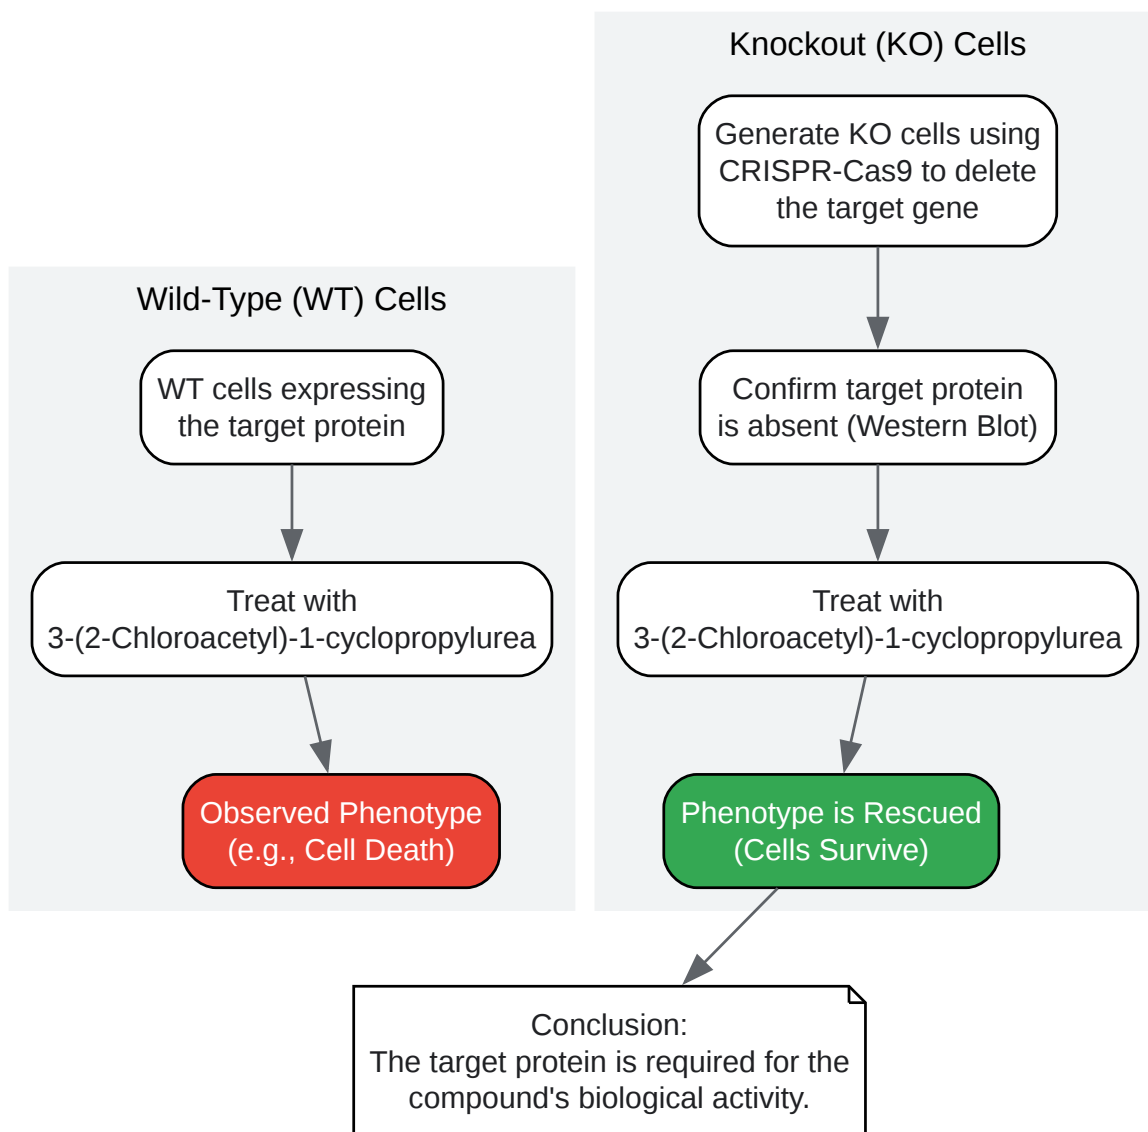 Wild-Type (WT) Cells
WT cells expressing
the target protein
Treat with
3-(2-Chloroacetyl)-1-cyclopropylurea
Observed Phenotype
(e.g., Cell Death)
Knockout (KO) Cells
Generate KO cells using
CRISPR-Cas9 to delete
the target gene
Confirm target protein
is absent (Western Blot)
Treat with
3-(2-Chloroacetyl)-1-cyclopropylurea
Phenotype is Rescued
(Cells Survive)
Conclusion:
The target protein is required for the
compound's biological activity.